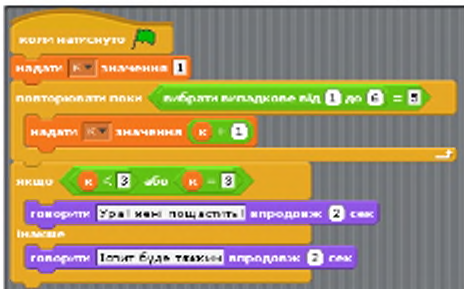 коли натиснуто
надати к значення 1
повторювати поки вибрати випадкове від 1 до 6 = 5
надати к значення к + 1
якщо к < 3 або к = 3
говорити Ура! мені пощастить! впродовж 2 сек
інакше
говорити Іспит буде тяжким впродовж 2 сек